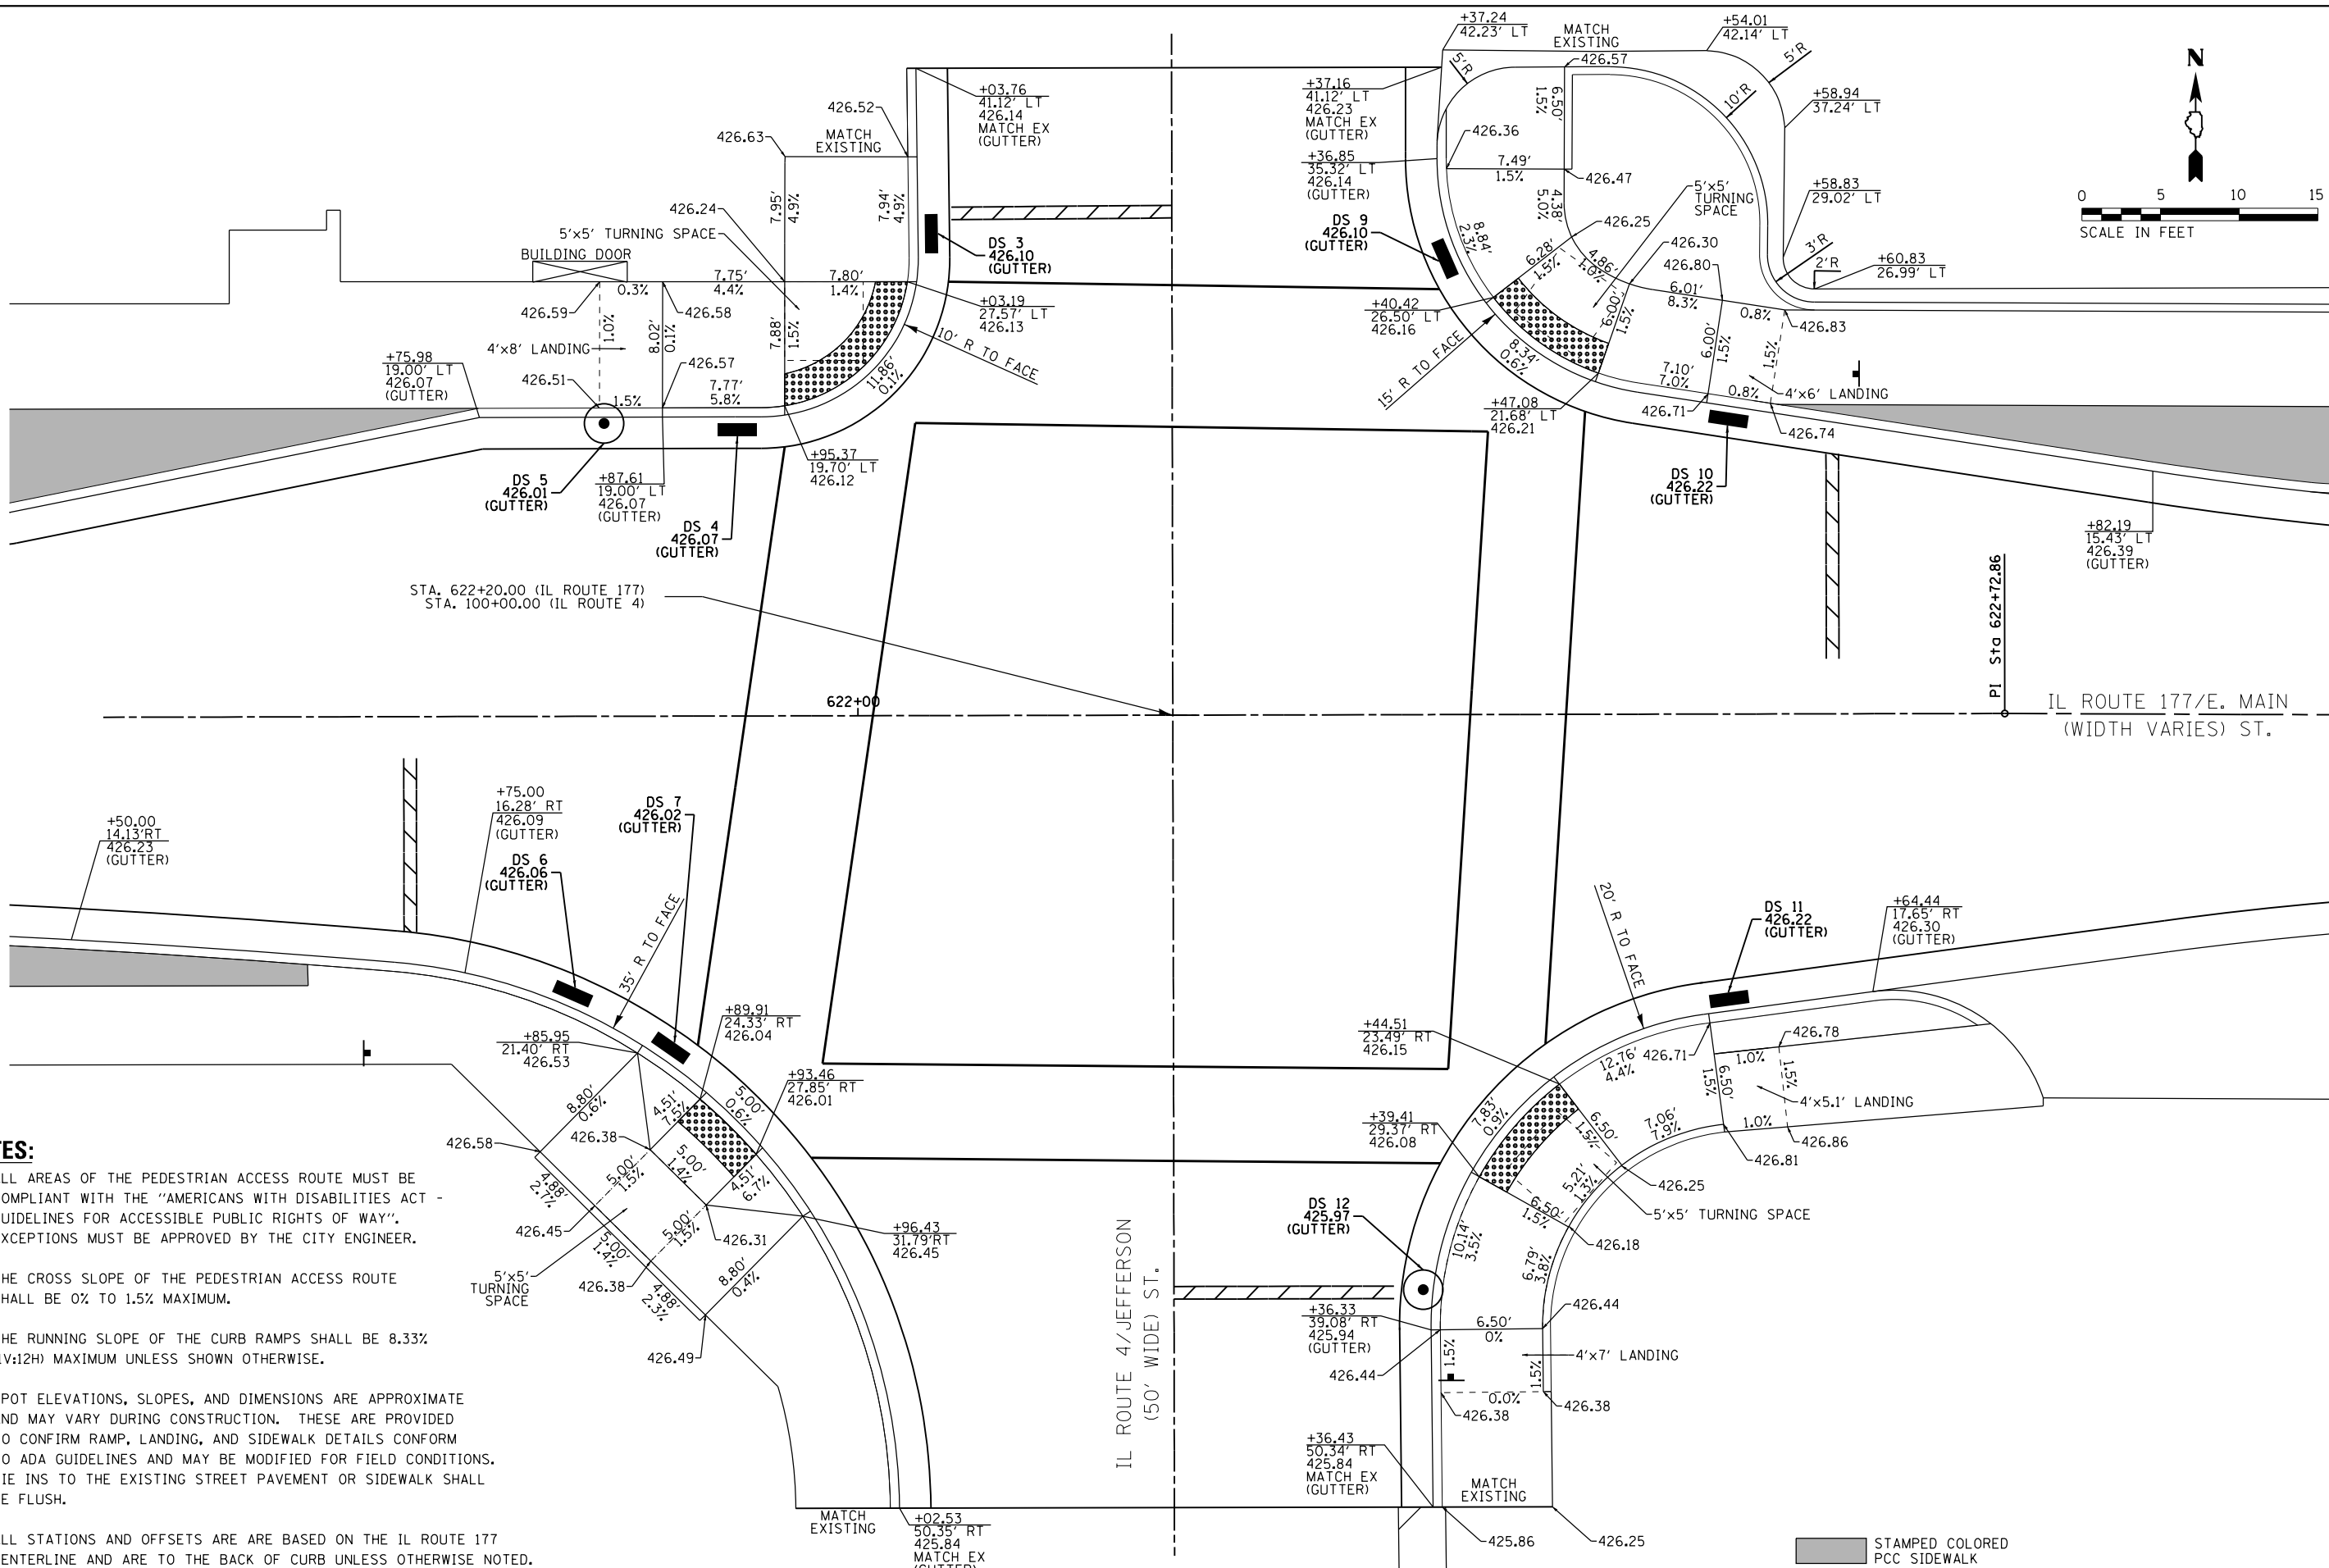 +37.24
42.23' LT
MATCH
EXISTING
426.57
+54.01
42.14' LT
5'R
5'R
10'R
N
0 5 10 15
SCALE IN FEET
+03.76
41.12' LT
426.14
MATCH EX
(GUTTER)
426.52
426.63
MATCH
EXISTING
+37.16
41.12' LT
426.23
MATCH EX
(GUTTER)
6.50'
1.5%
+58.94
37.24' LT
426.36
+36.85
35.32' LT
426.14
(GUTTER)
7.49'
1.5%
426.47
5'x5'
TURNING
SPACE
+58.83
29.02' LT
426.24
7.95'
4.9%
7.94'
4.9%
5'x5' TURNING SPACE
BUILDING DOOR
DS 3
426.10
(GUTTER)
DS 9
426.10
(GUTTER)
8.84'
2.3%
4.38'
5.0%
426.25
6.28'
1.5%
4.86'
1.0%
426.30
426.80
3'R
2'R
+60.83
26.99' LT
0.3%
7.75'
4.4%
7.80'
1.4%
426.59
426.58
1.0%
8.02'
0.1%
7.88'
1.5%
+03.19
27.57' LT
426.13
10' R TO FACE
+40.42
26.50' LT
426.16
15' R TO FACE
6.00'
1.5%
6.01'
8.3%
0.8%
426.83
4'x8' LANDING
+75.98
19.00' LT
426.07
(GUTTER)
426.51
426.57
1.5%
7.77'
5.8%
11.86'
0.1%
8.34'
0.6%
6.00'
1.5%
1.5%
7.10'
7.0%
0.8%
4'x6' LANDING
+47.08
21.68' LT
426.21
426.71
426.74
+95.37
19.70' LT
426.12
DS 5
426.01
(GUTTER)
+87.61
19.00' LT
426.07
(GUTTER)
DS 4
426.07
(GUTTER)
DS 10
426.22
(GUTTER)
+82.19
15.43' LT
426.39
(GUTTER)
STA. 622+20.00 (IL ROUTE 177)
STA. 100+00.00 (IL ROUTE 4)
PI Sta 622+72.86
622+00
IL ROUTE 177/E. MAIN
(WIDTH VARIES) ST.
+50.00
14.13'RT
426.23
(GUTTER)
+75.00
16.28' RT
426.09
(GUTTER)
DS 7
426.02
(GUTTER)
DS 6
426.06
(GUTTER)
35' R TO FACE
20' R TO FACE
DS 11
426.22
(GUTTER)
+64.44
17.65' RT
426.30
(GUTTER)
+85.95
21.40' RT
426.53
+89.91
24.33' RT
426.04
+93.46
27.85' RT
426.01
+44.51
23.49' RT
426.15
12.76'
4.4%
426.71
426.78
1.0%
6.50'
1.5%
1.5%
4'x5.1' LANDING
8.80'
0.6%
4.51'
7.5%
5.00'
0.6%
7.83'
0.9%
+39.41
29.37' RT
426.08
6.50'
1.5%
7.06'
7.9%
1.0%
426.86
426.81
426.58
426.38
5.00'
1.5%
5.00'
1.4%
4.51'
6.7%
4.88'
2.7%
426.45
5.00'
1.4%
5.00'
1.5%
426.31
+96.43
31.79'RT
426.45
5.21'
1.3%
426.25
6.50'
1.5%
5'x5' TURNING SPACE
426.18
DS 12
425.97
(GUTTER)
10.14'
3.5%
6.79'
3.8%
5'x5'
TURNING
SPACE
426.38
4.88'
2.3%
8.80'
0.4%
426.49
+36.33
39.08' RT
425.94
(GUTTER)
6.50'
0%
426.44
4'x7' LANDING
1.5%
1.5%
426.44
0.0%
426.38
426.38
IL ROUTE 4/JEFFERSON
(50' WIDE) ST.
+36.43
50.34' RT
425.84
MATCH EX
(GUTTER)
MATCH
EXISTING
425.86
426.25
MATCH
EXISTING
+02.53
50.35' RT
425.84
MATCH EX
(GUTTER)
TES:
LL AREAS OF THE PEDESTRIAN ACCESS ROUTE MUST BE
OMPLIANT WITH THE "AMERICANS WITH DISABILITIES ACT -
UIDELINES FOR ACCESSIBLE PUBLIC RIGHTS OF WAY".
XCEPTIONS MUST BE APPROVED BY THE CITY ENGINEER.
HE CROSS SLOPE OF THE PEDESTRIAN ACCESS ROUTE
HALL BE 0% TO 1.5% MAXIMUM.
HE RUNNING SLOPE OF THE CURB RAMPS SHALL BE 8.33%
1V:12H) MAXIMUM UNLESS SHOWN OTHERWISE.
POT ELEVATIONS, SLOPES, AND DIMENSIONS ARE APPROXIMATE
ND MAY VARY DURING CONSTRUCTION. THESE ARE PROVIDED
O CONFIRM RAMP, LANDING, AND SIDEWALK DETAILS CONFORM
O ADA GUIDELINES AND MAY BE MODIFIED FOR FIELD CONDITIONS.
IE INS TO THE EXISTING STREET PAVEMENT OR SIDEWALK SHALL
E FLUSH.
LL STATIONS AND OFFSETS ARE ARE BASED ON THE IL ROUTE 177
ENTERLINE AND ARE TO THE BACK OF CURB UNLESS OTHERWISE NOTED.
STAMPED COLORED
PCC SIDEWALK